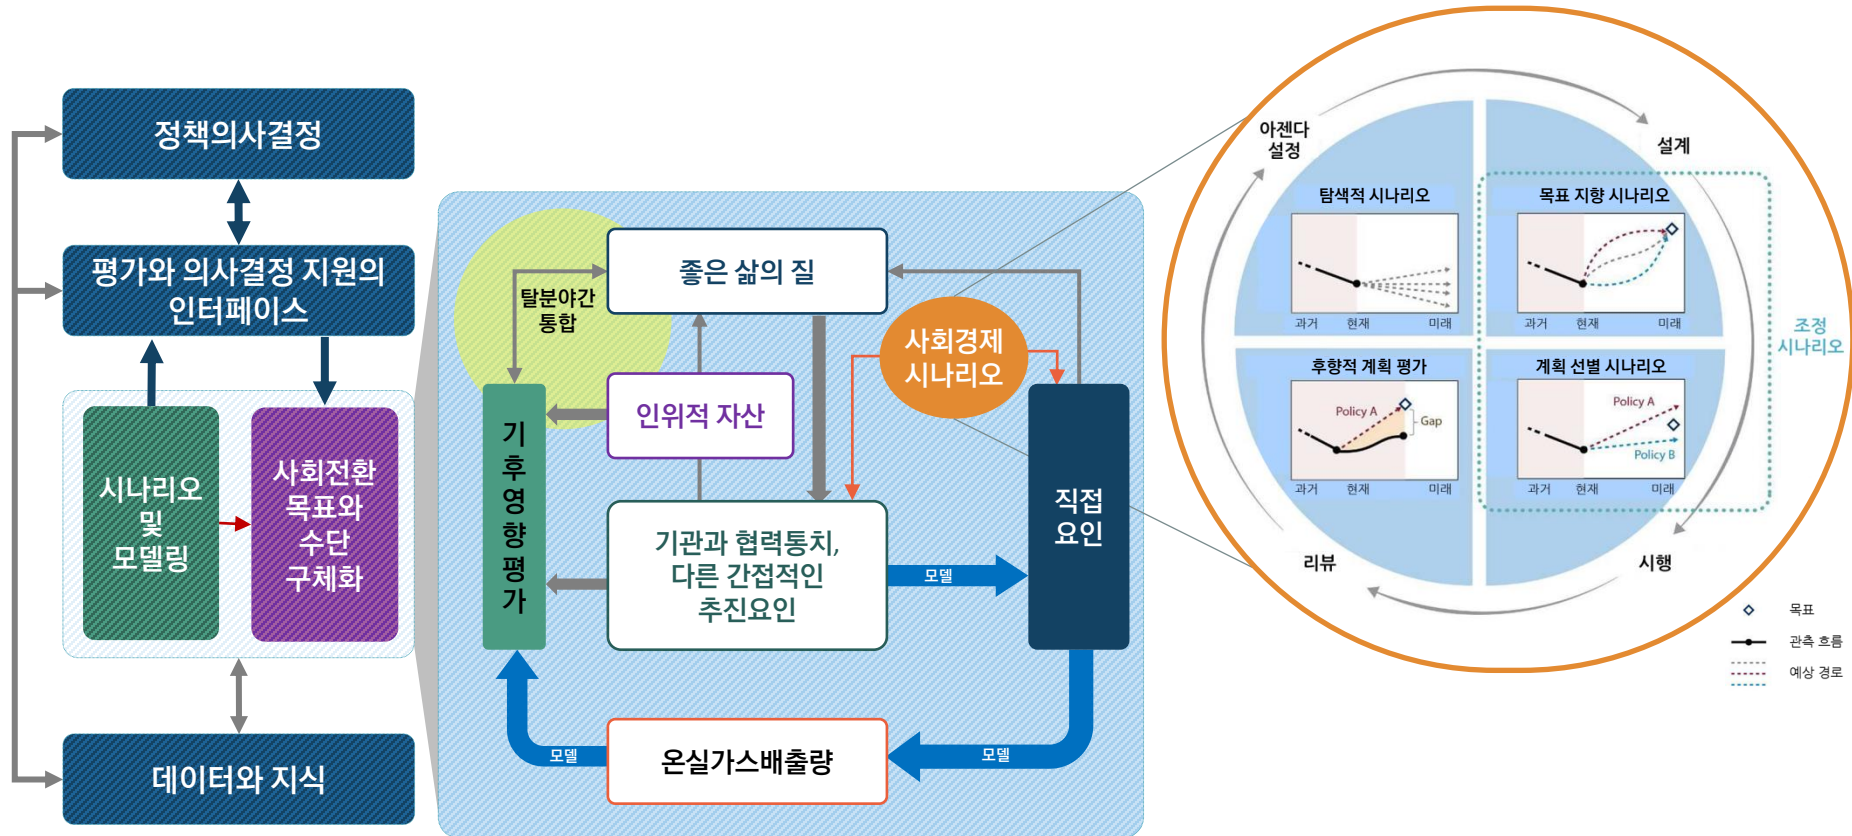 정책의사결정
평가와 의사결정 지원의
인터페이스
시나리오
및
모델링
사회전환
목표와
수단
구체화
데이터와 지식
탈분야간
통합
좋은 삶의 질
인위적 자산
기
후
영
향
평
가
기관과 협력통치,
다른 간접적인
추진요인
사회경제
시나리오
직접
요인
모델
모델
온실가스배출량
모델
아젠다
설정
설계
탐색적 시나리오
과거 현재 미래
목표 지향 시나리오
과거 현재 미래
조정
시나리오
후향적 계획 평가
Policy A
Gap
과거 현재 미래
계획 선별 시나리오
Policy A
Policy B
과거 현재 미래
리뷰
시행
목표
관측 흐름
예상 경로